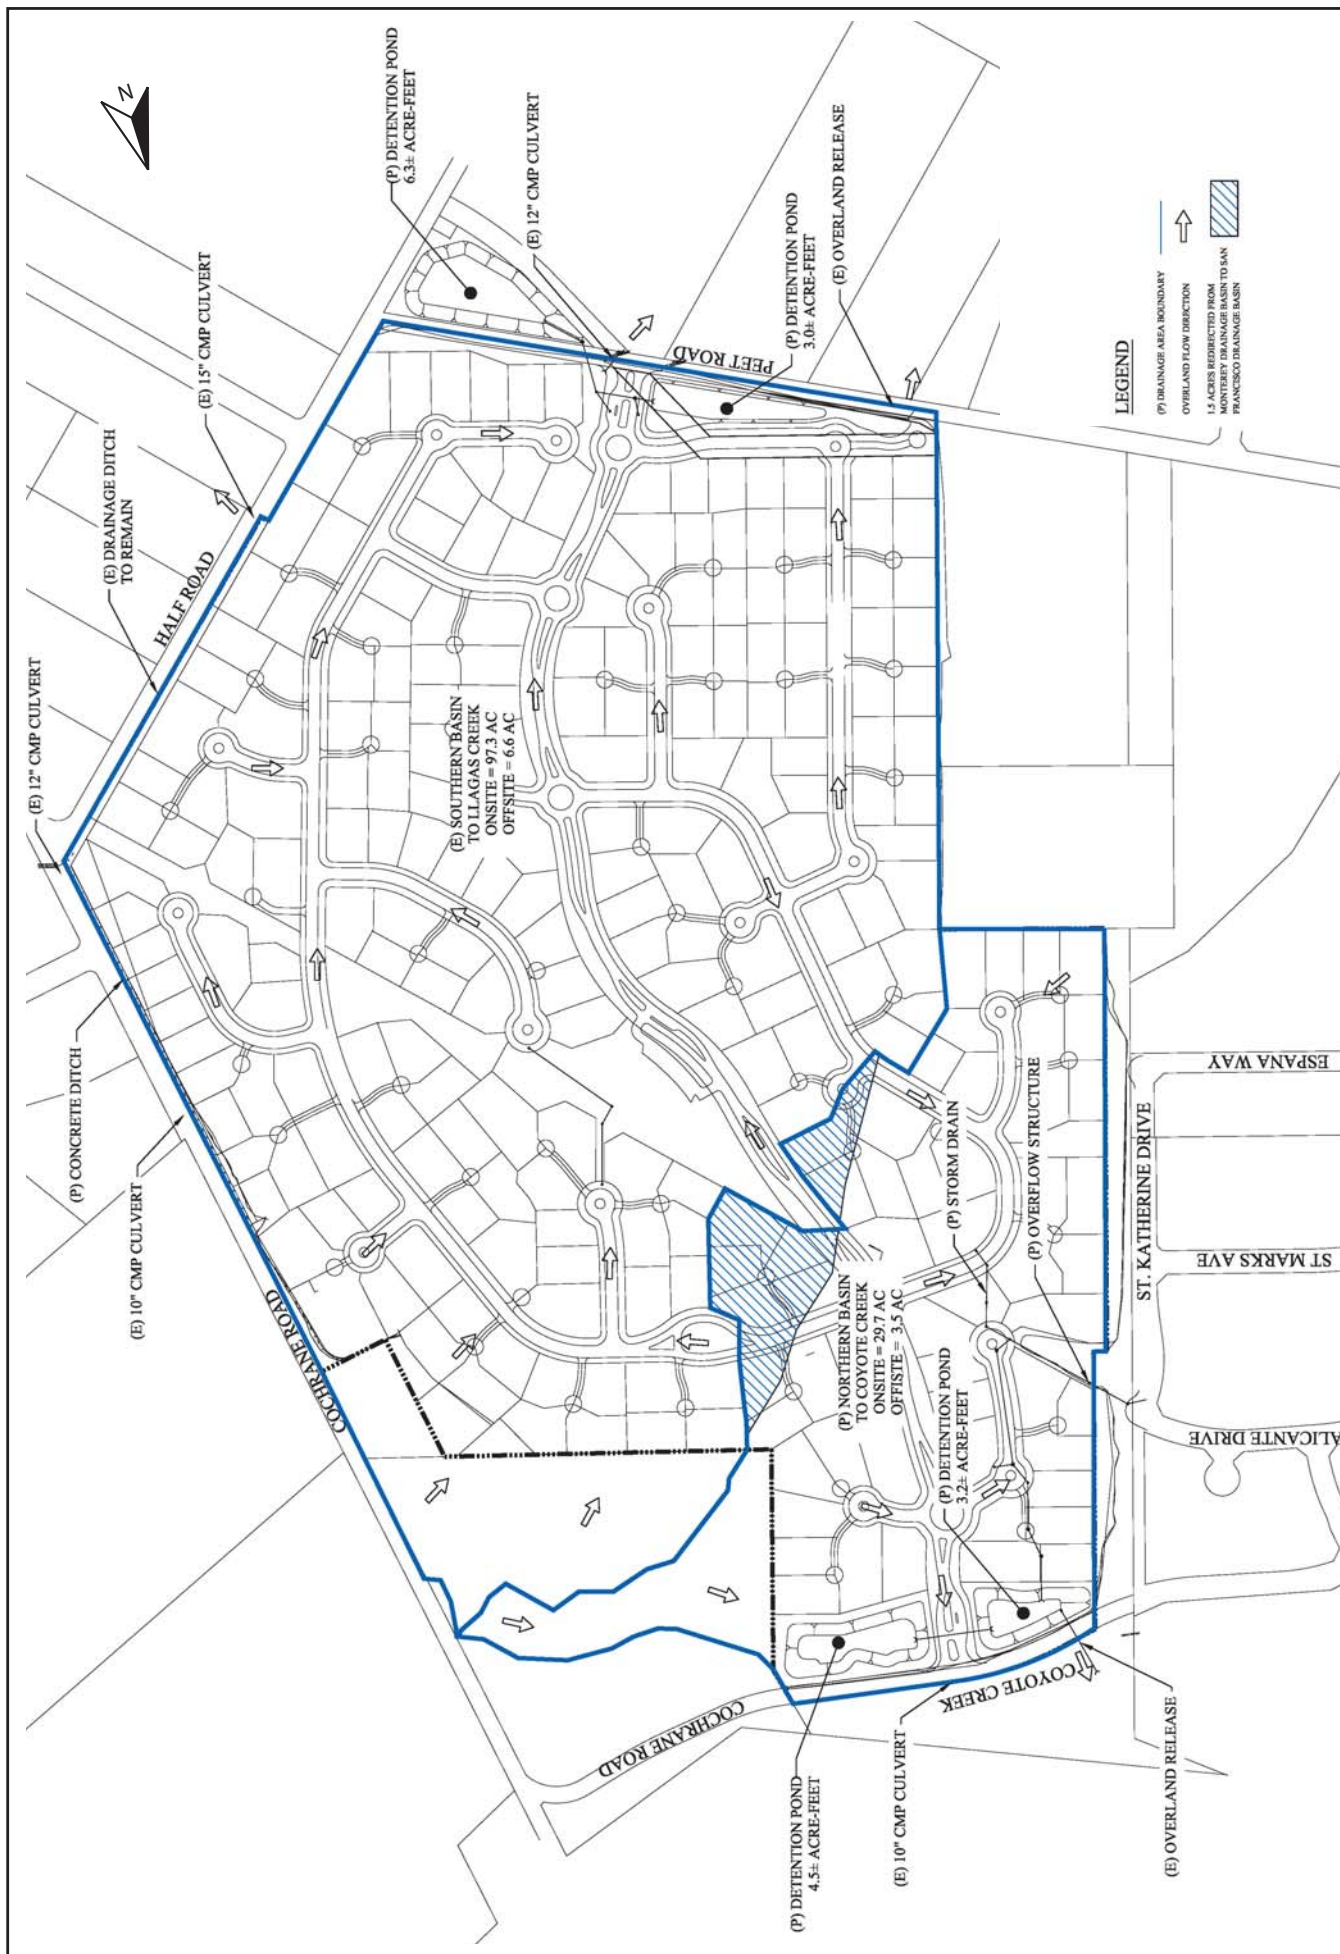 N
(P) DETENTION POND
6.3± ACRE-FEET
(E) 12" CMP CULVERT
(E) 15" CMP CULVERT
(E) DRAINAGE DITCH
TO REMAIN
HALF ROAD
(E) 12" CMP CULVERT
(P) CONCRETE DITCH
(E) 10" CMP CULVERT
COCHRANE ROAD
PEET ROAD
(P) DETENTION POND
3.0± ACRE-FEET
(E) OVERLAND RELEASE
(E) SOUTHERN BASIN
TO LLAGAS CREEK
ONSITE = 97.3 AC
OFFSITE = 6.6 AC
(P) NORTHERN BASIN
TO COYOTE CREEK
ONSITE = 29.7 AC
OFFISTE = 3.5 AC
(P) STORM DRAIN
(P) OVERFLOW STRUCTURE
(P) DETENTION POND
3.2± ACRE-FEET
ESPANA WAY
ST. KATHERINE DRIVE
ST MARKS AVE
ALICANTE DRIVE
COYOTE CREEK
COCHRANE ROAD
(P) DETENTION POND
4.5± ACRE-FEET
(E) 10" CMP CULVERT
(E) OVERLAND RELEASE
LEGEND
(P) DRAINAGE AREA BOUNDARY
OVERLAND FLOW DIRECTION
1.5 ACRES REDIRECTED FROM
MONTEREY DRAINAGE BASIN TO SAN
FRANCISCO DRAINAGE BASIN